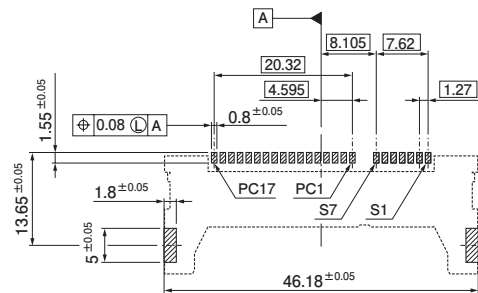 A
8.105
7.62
20.32
4.595
1.27
⌖ 0.08 Ⓛ A
0.8 ±0.05
1.55 ±0.05
13.65 ±0.05
1.8 ±0.05
5 ±0.05
PC17
PC1
S7
S1
46.18 ±0.05